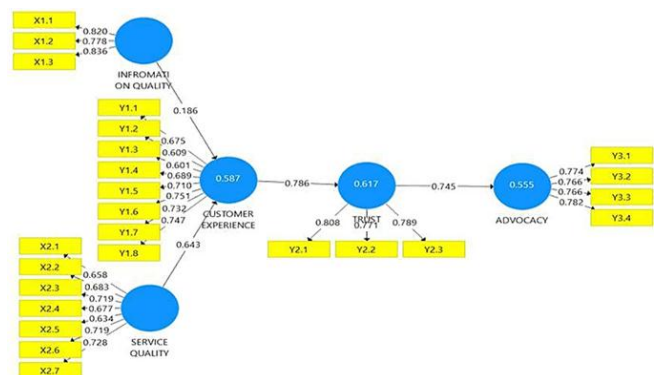 X1.1
X1.2
X1.3
0.820
0.778
0.836
INFROMATI
ON QUALITY
0.186
Y1.1
Y1.2
Y1.3
Y1.4
Y1.5
Y1.6
Y1.7
Y1.8
0.675
0.609
0.601
0.689
0.710
0.751
0.732
0.747
0.587
CUSTOMER
EXPERIENCE
0.786
0.617
TRUST
0.745
0.555
ADVOCACY
0.774
0.766
0.766
0.782
Y3.1
Y3.2
Y3.3
Y3.4
0.808
0.771
0.789
Y2.1
Y2.2
Y2.3
0.643
X2.1
X2.2
X2.3
X2.4
X2.5
X2.6
X2.7
0.658
0.683
0.719
0.677
0.634
0.719
0.728
SERVICE
QUALITY